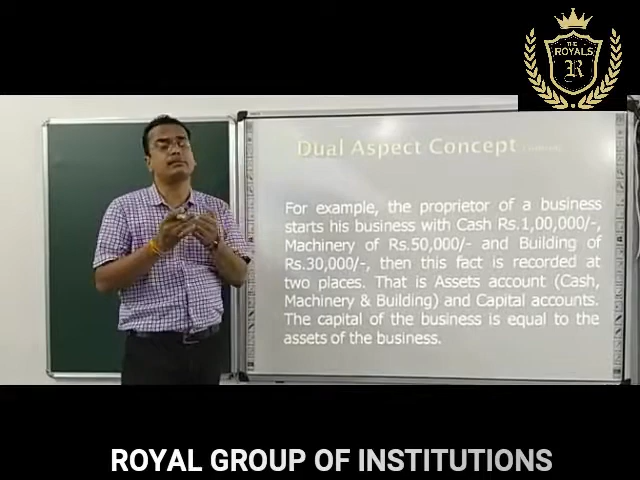 THE
ROYALS
R
Dual Aspect Concept
For example, the proprietor of a business
starts his business with Cash Rs.1,00,000/-,
Machinery of Rs.50,000/- and Building of
Rs.30,000/-, then this fact is recorded at
two places. That is Assets account (Cash,
Machinery & Building) and Capital accounts.
The capital of the business is equal to the
assets of the business.
ROYAL GROUP OF INSTITUTIONS